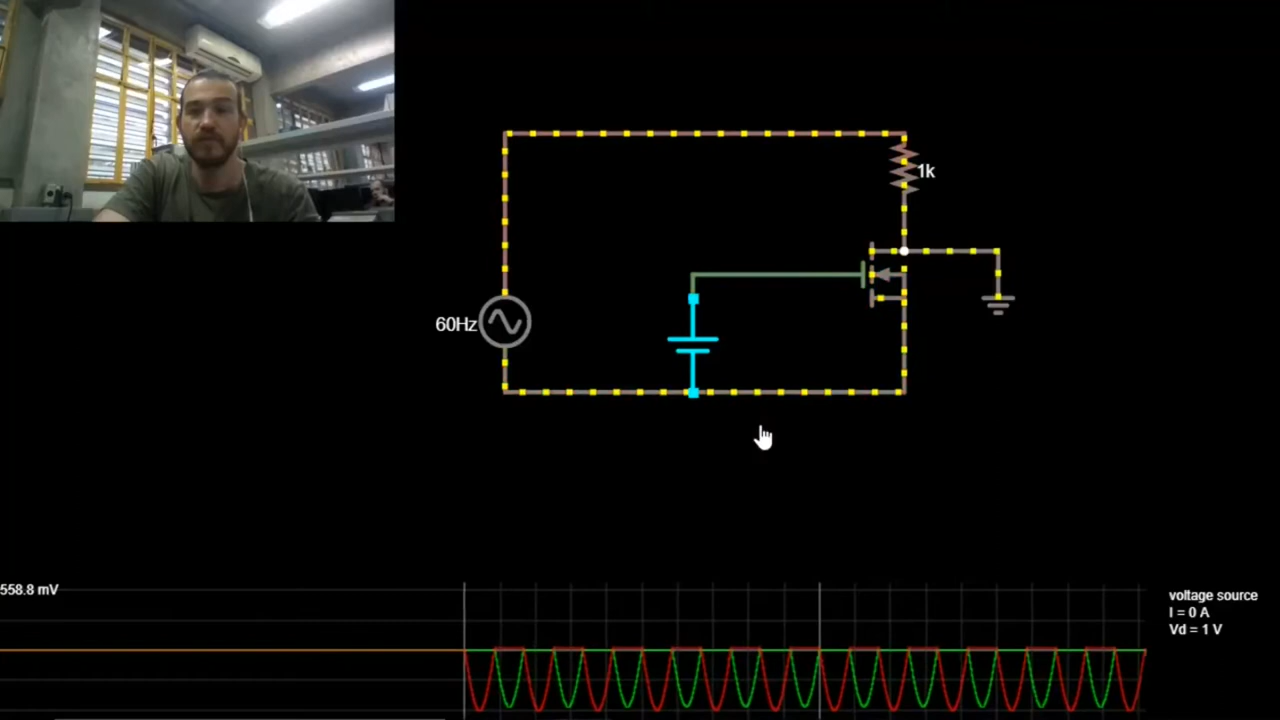 1k
60Hz
558.8 mV
voltage source
I = 0 A
Vd = 1 V